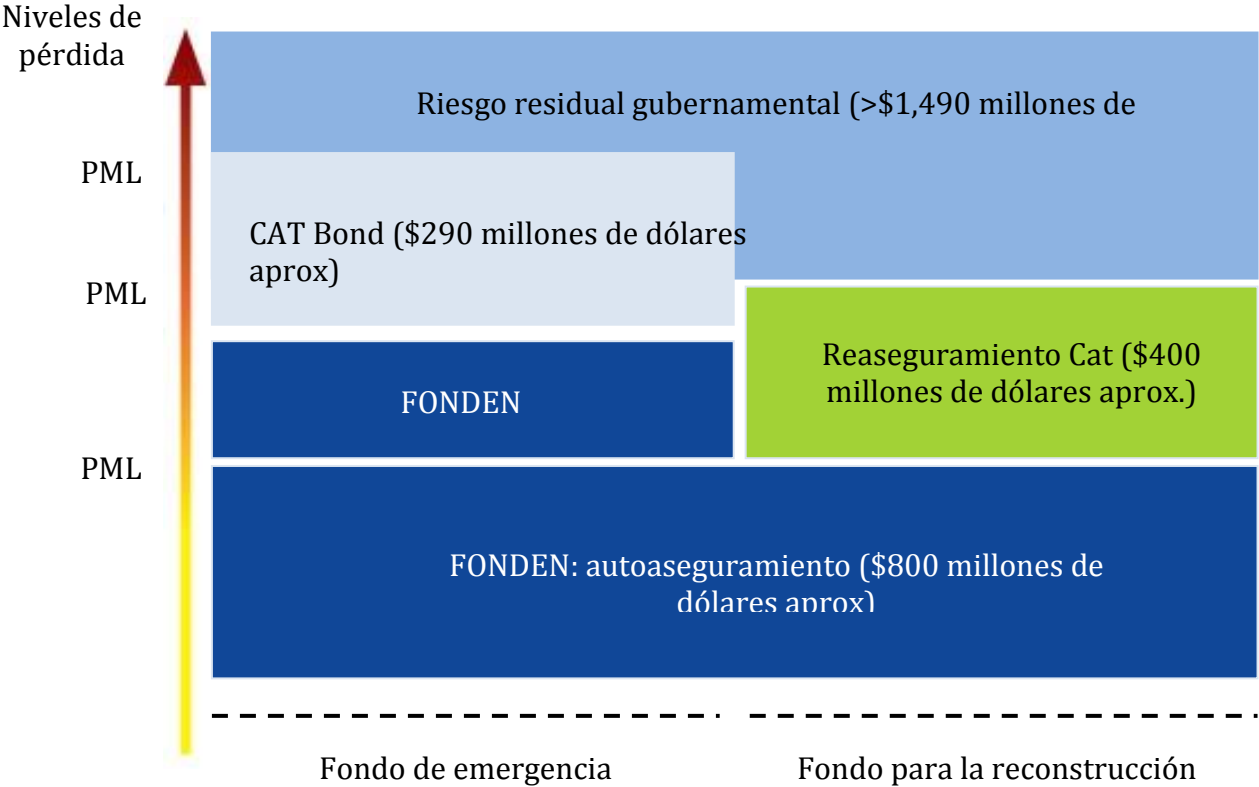 Niveles de
pérdida
Riesgo residual gubernamental (>$1,490 millones de
PML
CAT Bond ($290 millones de dólares
aprox)
PML
Reaseguramiento Cat ($400
millones de dólares aprox.)
FONDEN
PML
FONDEN: autoaseguramiento ($800 millones de
dólares aprox)
Fondo de emergencia
Fondo para la reconstrucción